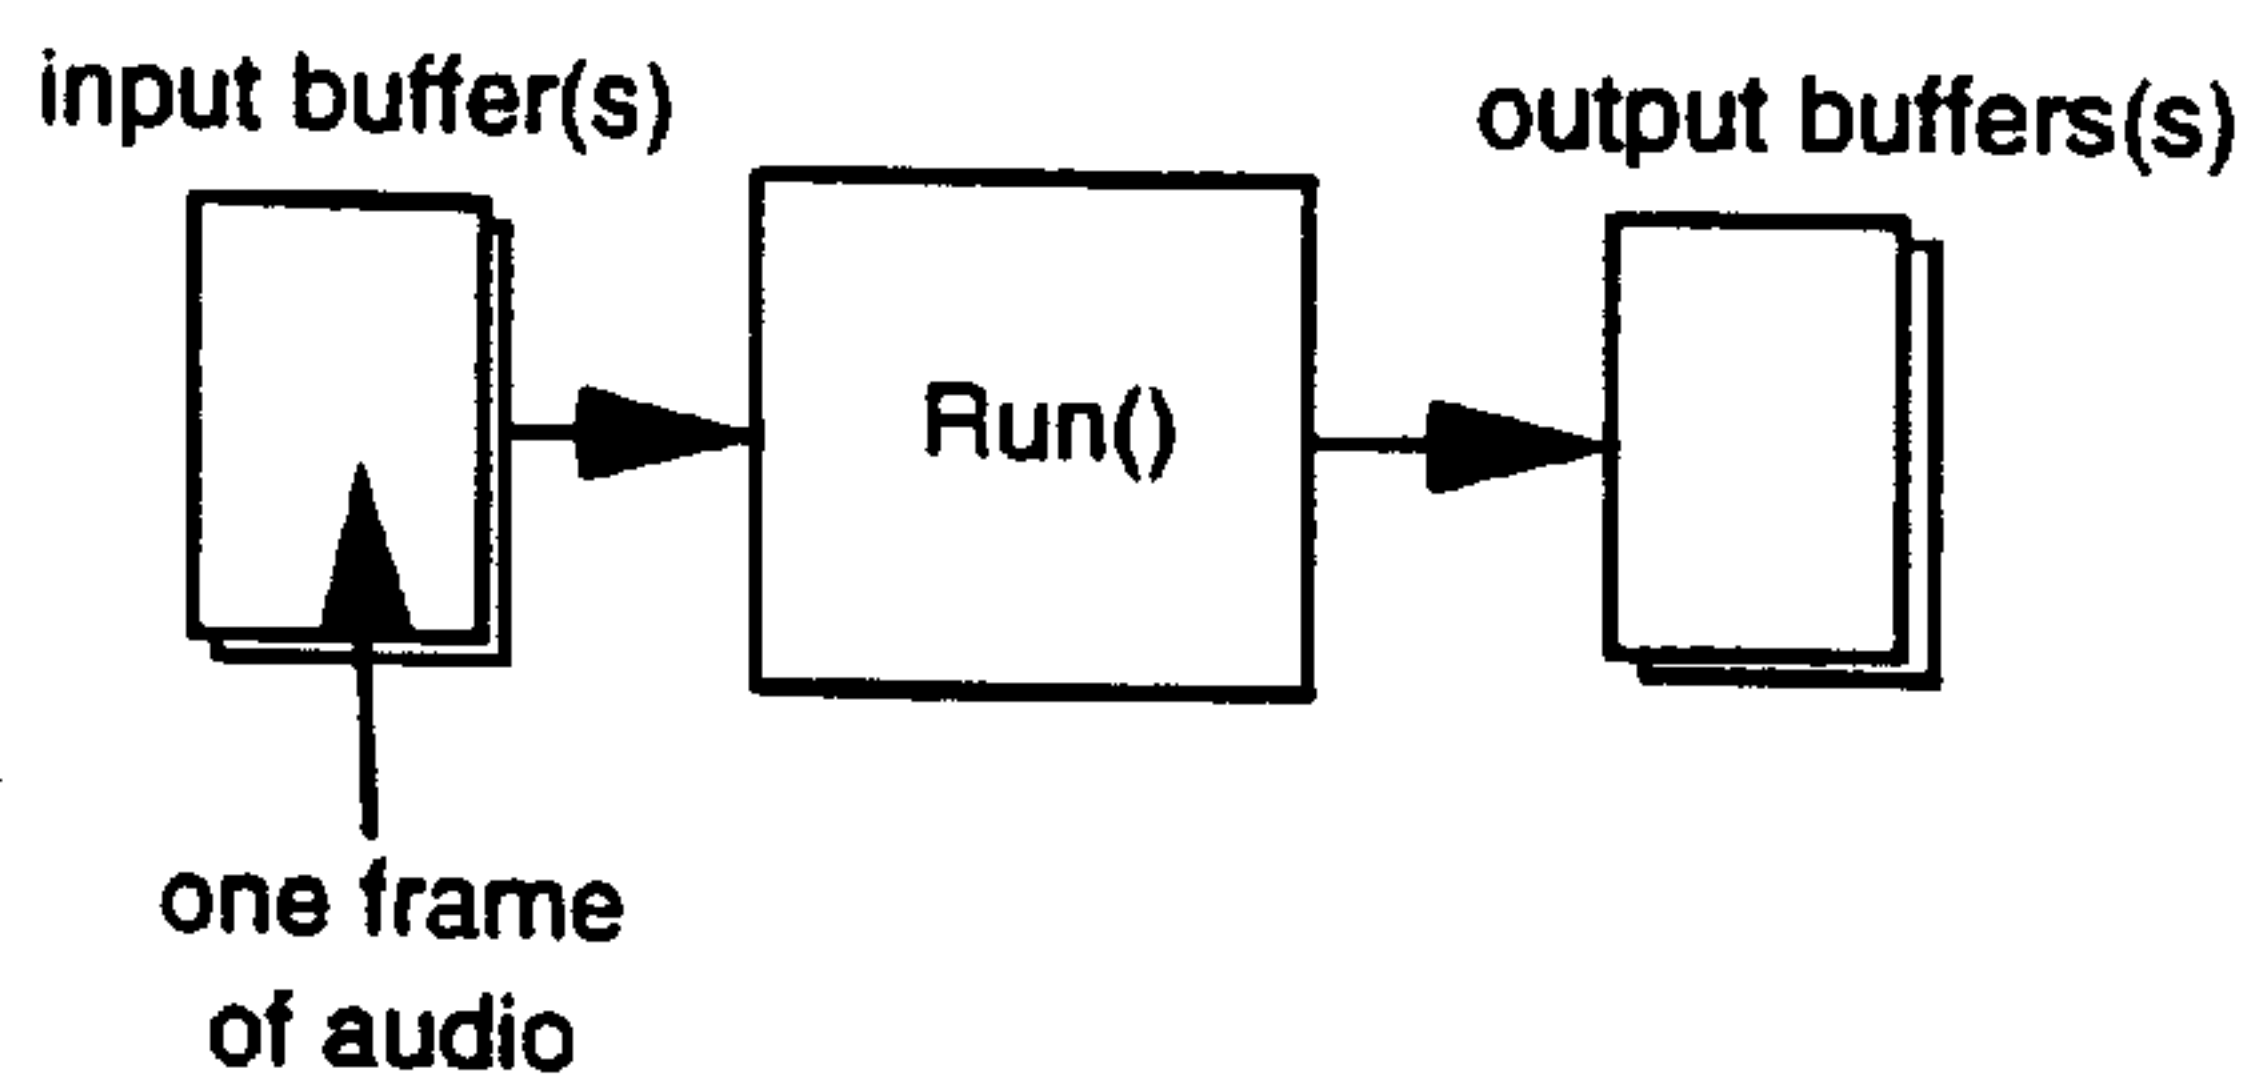 input buffer(s)
output buffers(s)
Run()
one frame
of audio